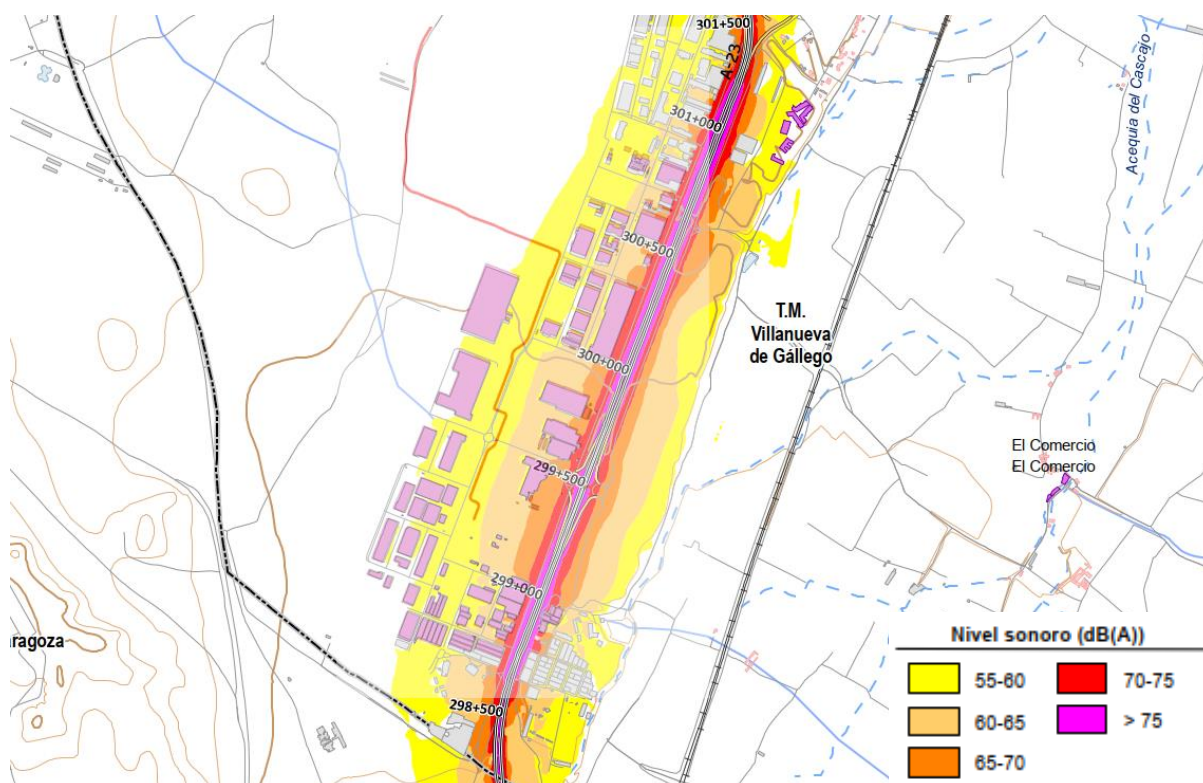 301+500
A-23
301+000
Acequia del Cascajo
300+500
T.M.
Villanueva
de Gállego
300+000
El Comercio
El Comercio
299+500
299+000
aragoza
298+500
Nivel sonoro (dB(A))
55-60
70-75
60-65
> 75
65-70